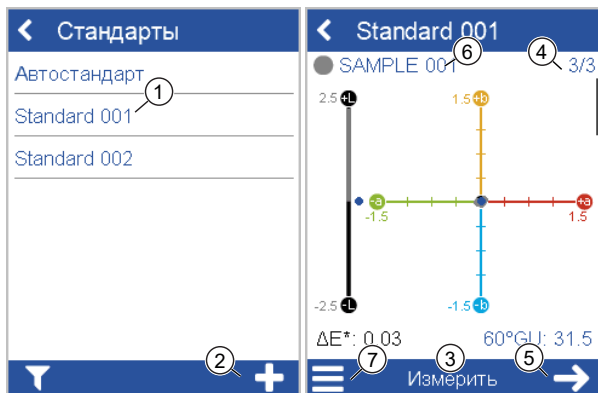 Стандарты
Автостандарт
1
Standard 001
Standard 002
2
Standard 001
6
4
SAMPLE 001
3/3
2.5
+L
1.5
+b
-a
+a
-1.5
1.5
-2.5
-L
-1.5
-b
ΔE*: 0.03
60°GU: 31.5
7
3
5
Измерить